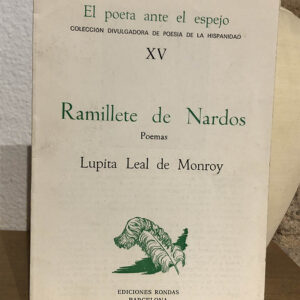 El poeta ante el espejo
COLECCION DIVULGADORA DE POESIA DE LA HISPANIDAD
XV
Ramillete de Nardos
Poemas
Lupita Leal de Monroy
EDICIONES RONDAS
BARCELONA